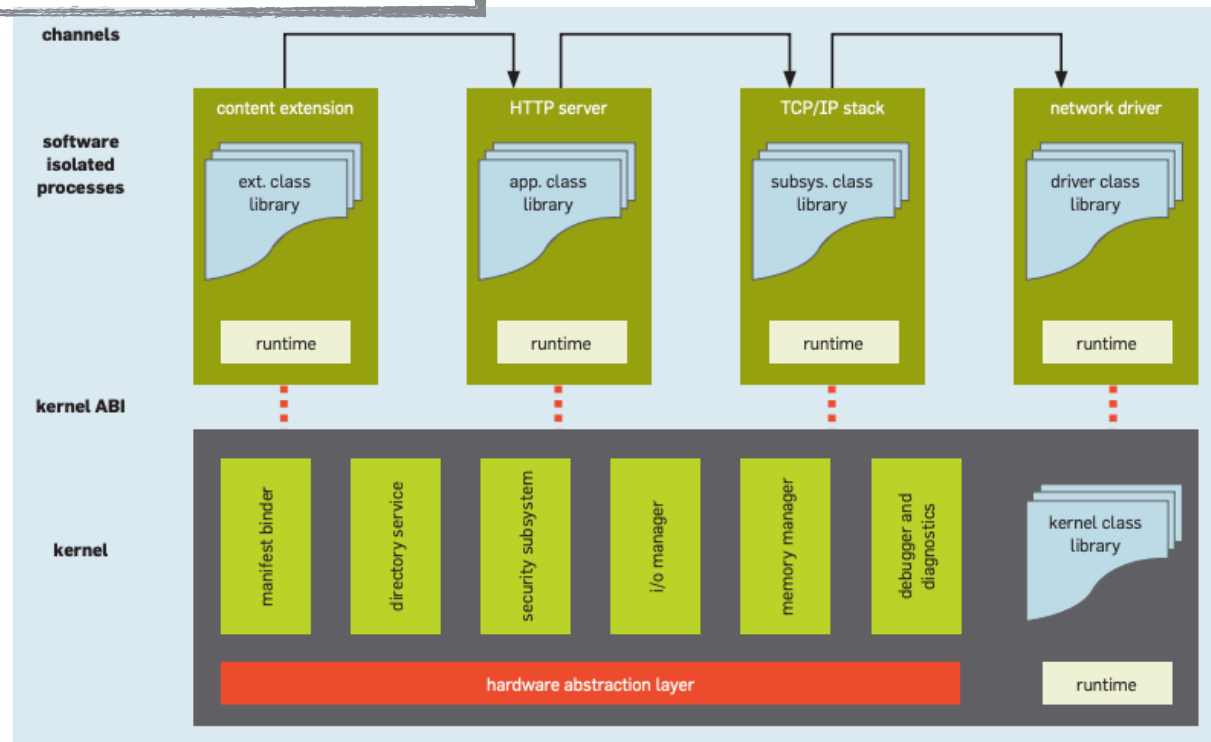 channels
content extension
HTTP server
TCP/IP stack
network driver
software
isolated
processes
ext. class
library
app. class
library
subsys. class
library
driver class
library
runtime
runtime
runtime
runtime
kernel ABI
kernel
manifest binder
directory service
security subsystem
i/o manager
memory manager
debugger and
diagnostics
kernel class
library
hardware abstraction layer
runtime